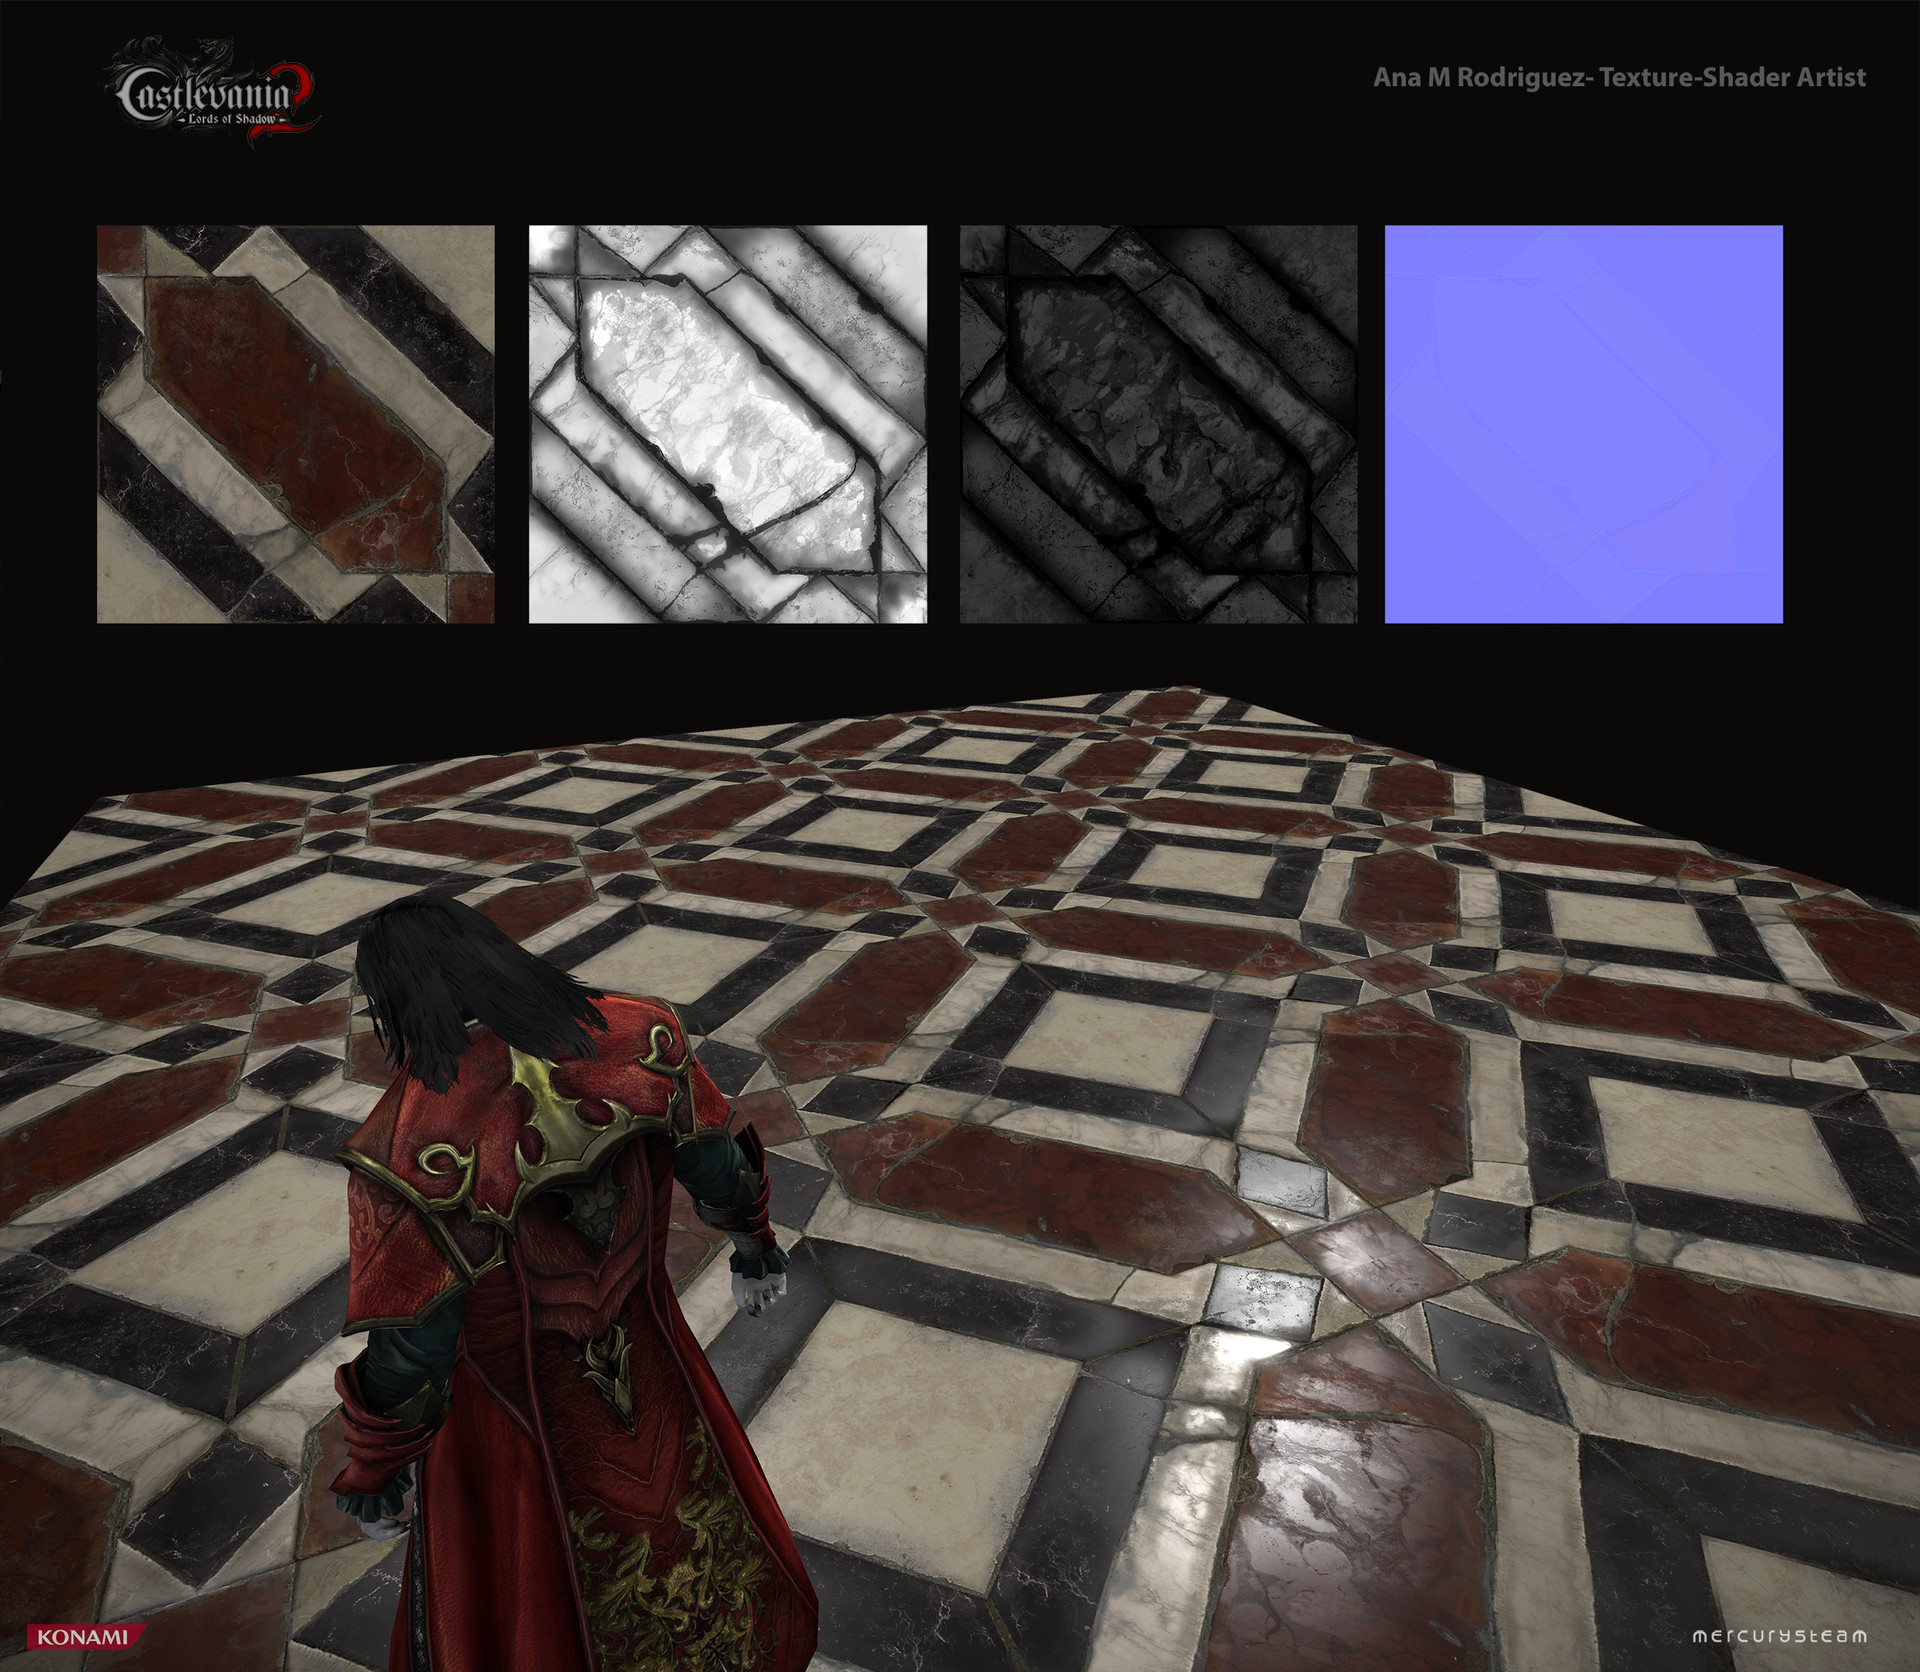 Castlevania 2
Lords of Shadow
Ana M Rodriguez- Texture-Shader Artist
KONAMI
mercurysteam